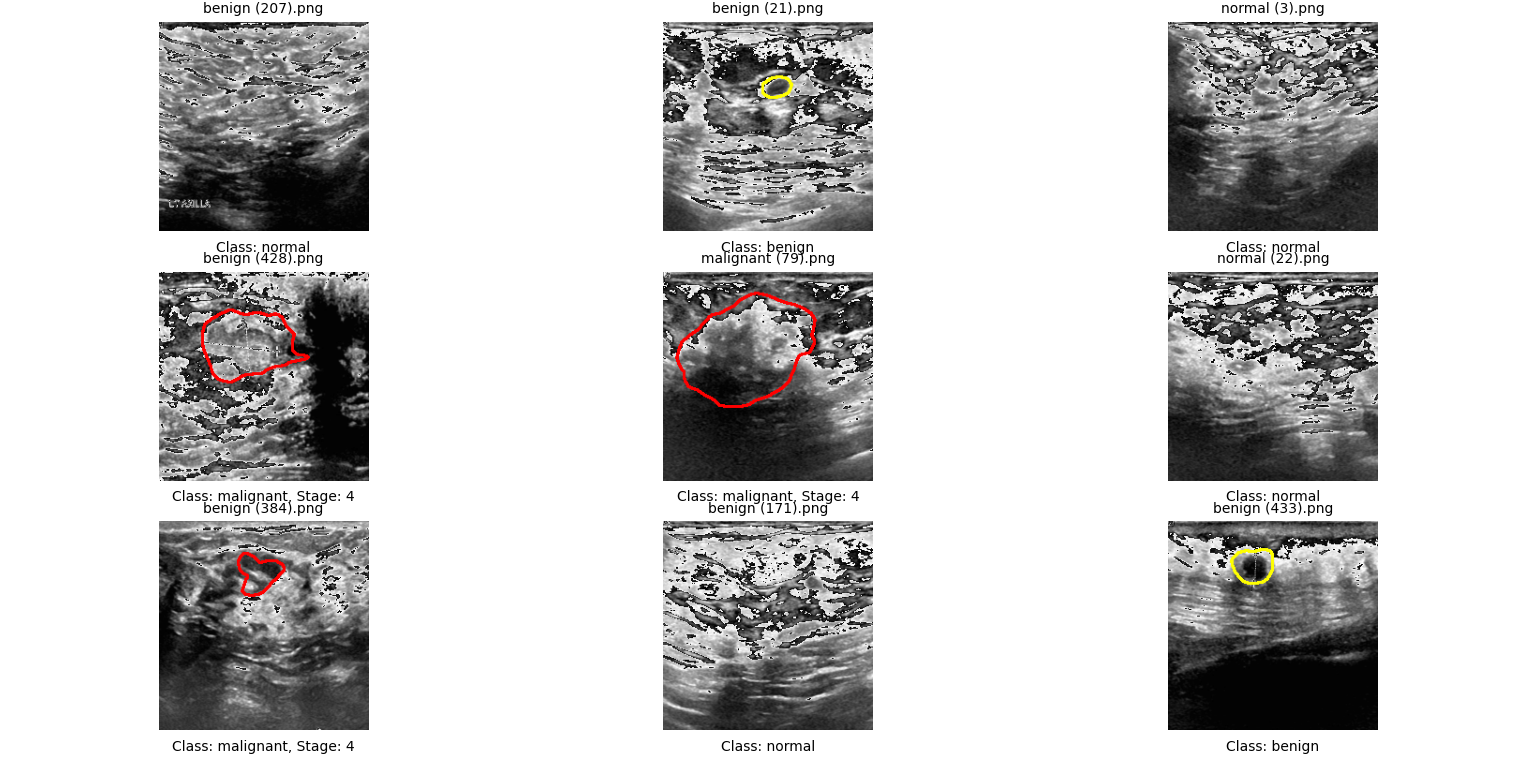 benign (207).png
benign (21).png
normal (3).png
LT AXILLA
Class: normal
Class: benign
Class: normal
benign (428).png
malignant (79).png
normal (22).png
Class: malignant, Stage: 4
Class: malignant, Stage: 4
Class: normal
benign (384).png
benign (171).png
benign (433).png
Class: malignant, Stage: 4
Class: normal
Class: benign